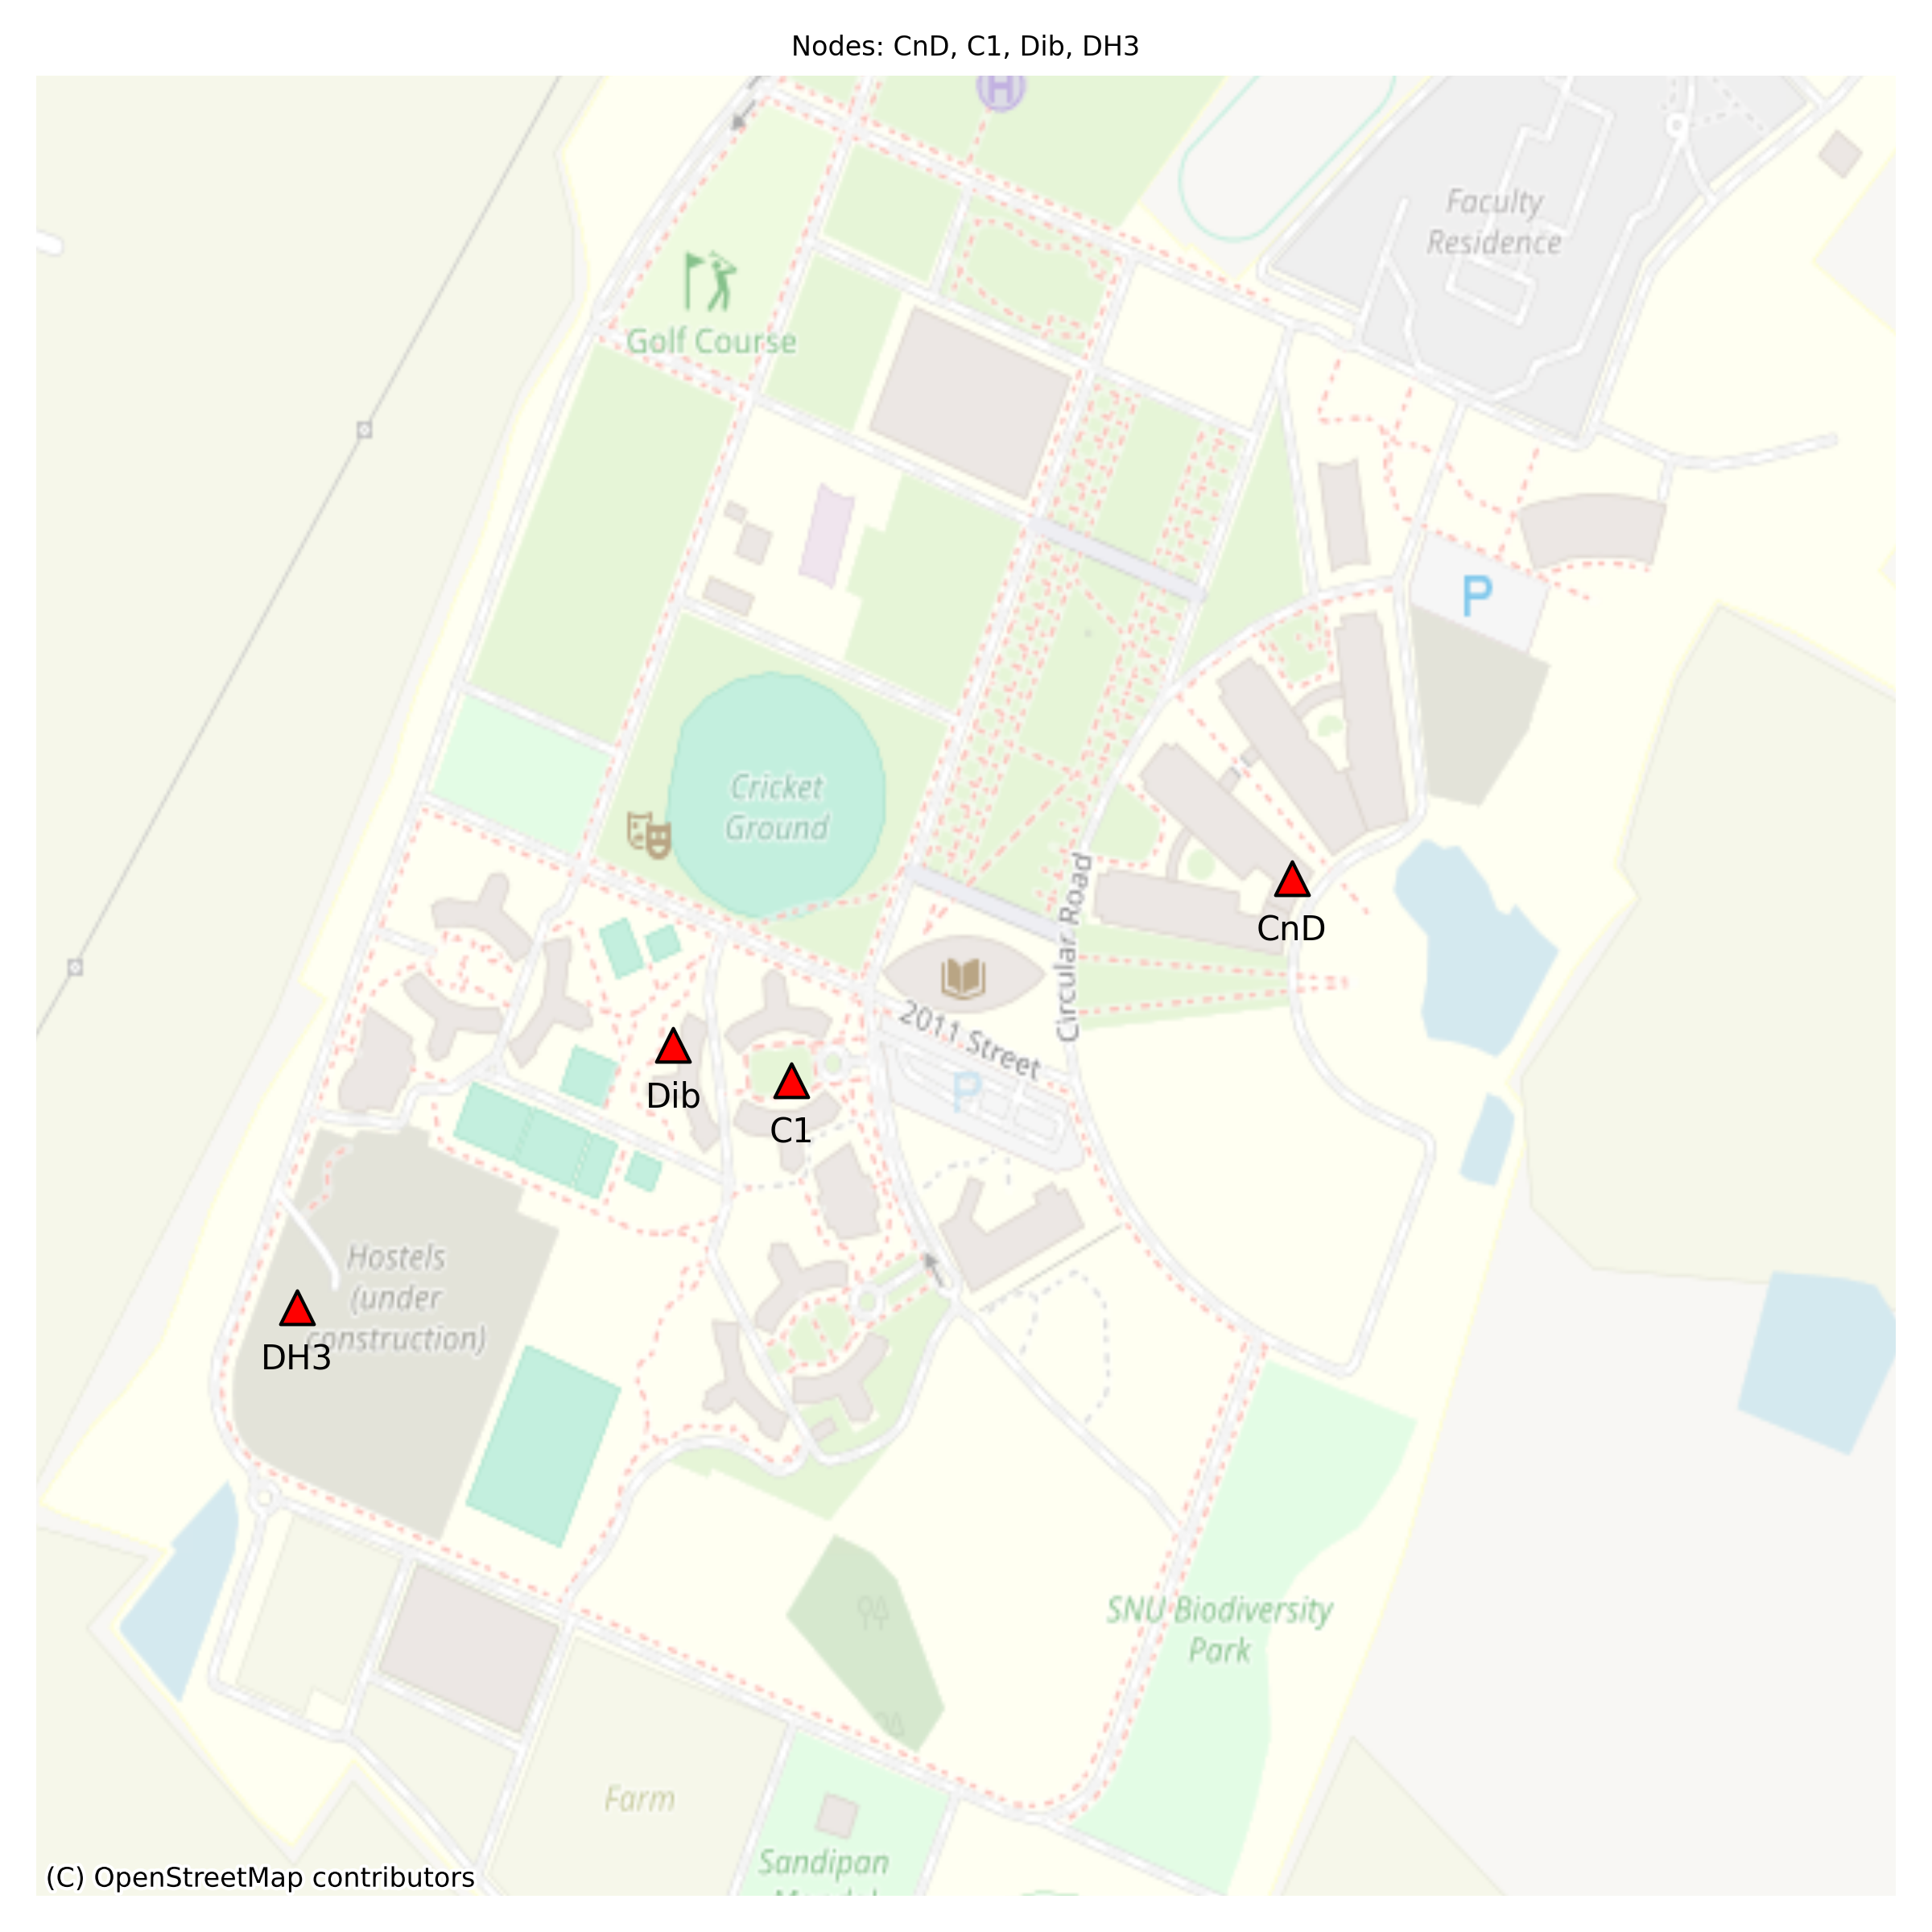 Nodes: CnD, C1, Dib, DH3
H
Faculty
Residence
Golf Course
P
Cricket
Ground
Circular Road
CnD
2011 Street
Dib
P
C1
Hostels
(under
construction)
DH3
SNU Biodiversity
Park
Farm
Sandipan
(C) OpenStreetMap contributors